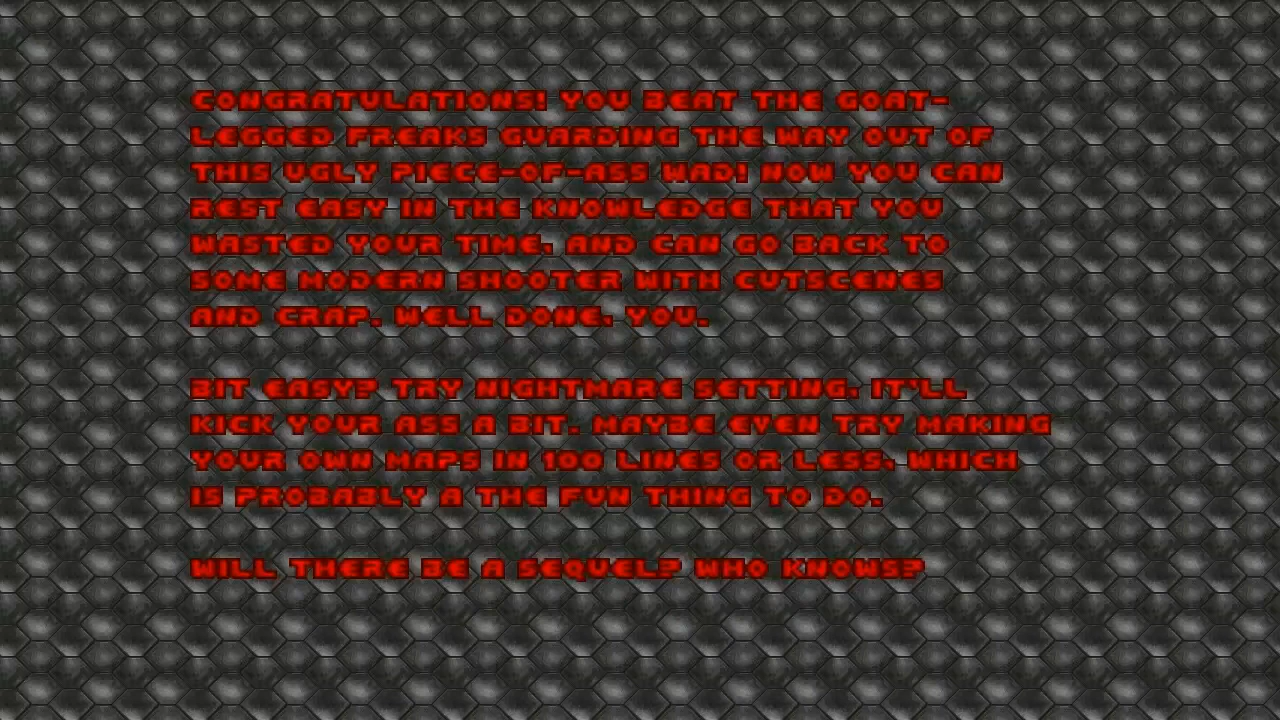 CONGRATULATIONS! YOU BEAT THE GOAT-
LEGGED FREAKS GUARDING THE WAY OUT OF
THIS UGLY PIECE-OF-ASS WAD! NOW YOU CAN
REST EASY IN THE KNOWLEDGE THAT YOU
WASTED YOUR TIME, AND CAN GO BACK TO
SOME MODERN SHOOTER WITH CUTSCENES
AND CRAP. WELL DONE, YOU.
BIT EASY? TRY NIGHTMARE SETTING, IT'LL
KICK YOUR ASS A BIT. MAYBE EVEN TRY MAKING
YOUR OWN MAPS IN 100 LINES OR LESS, WHICH
IS PROBABLY A THE FUN THING TO DO.
WILL THERE BE A SEQUEL? WHO KNOWS?